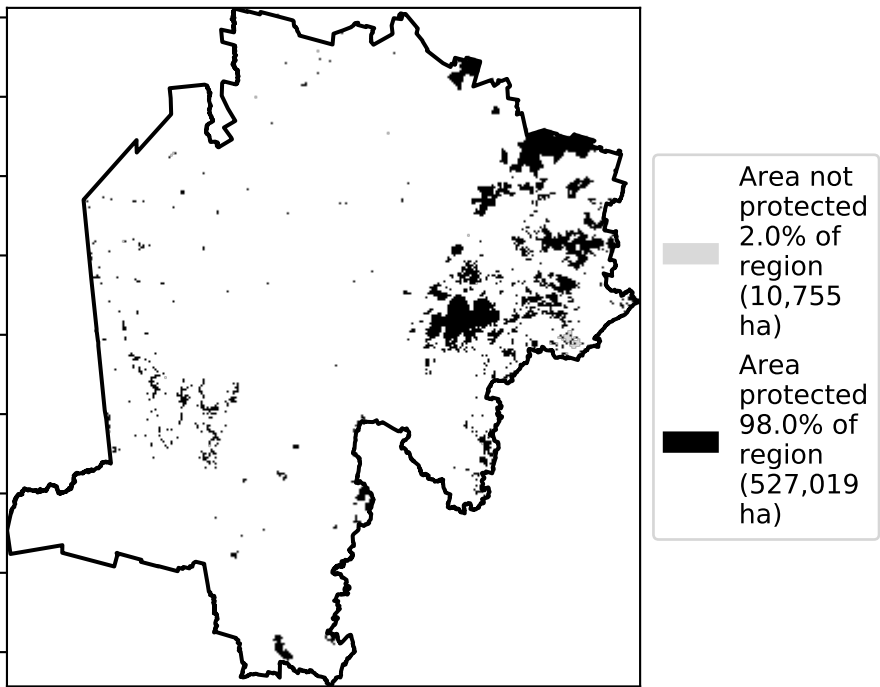 Area not
protected
2.0% of
region
(10,755
ha)
Area
protected
98.0% of
region
(527,019
ha)